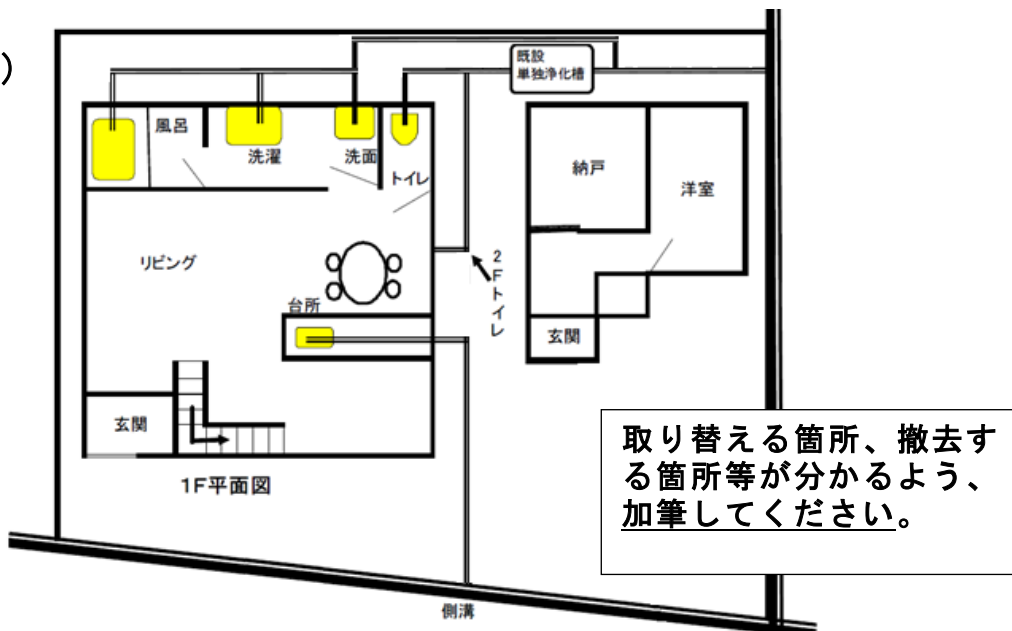 )
既設
単独浄化槽
風呂
洗濯
洗面
トイレ
納戸
洋室
リビング
2Fトイレ
台所
玄関
玄関
1F平面図
取り替える箇所、撤去す
る箇所等が分かるよう、
加筆してください。
側溝